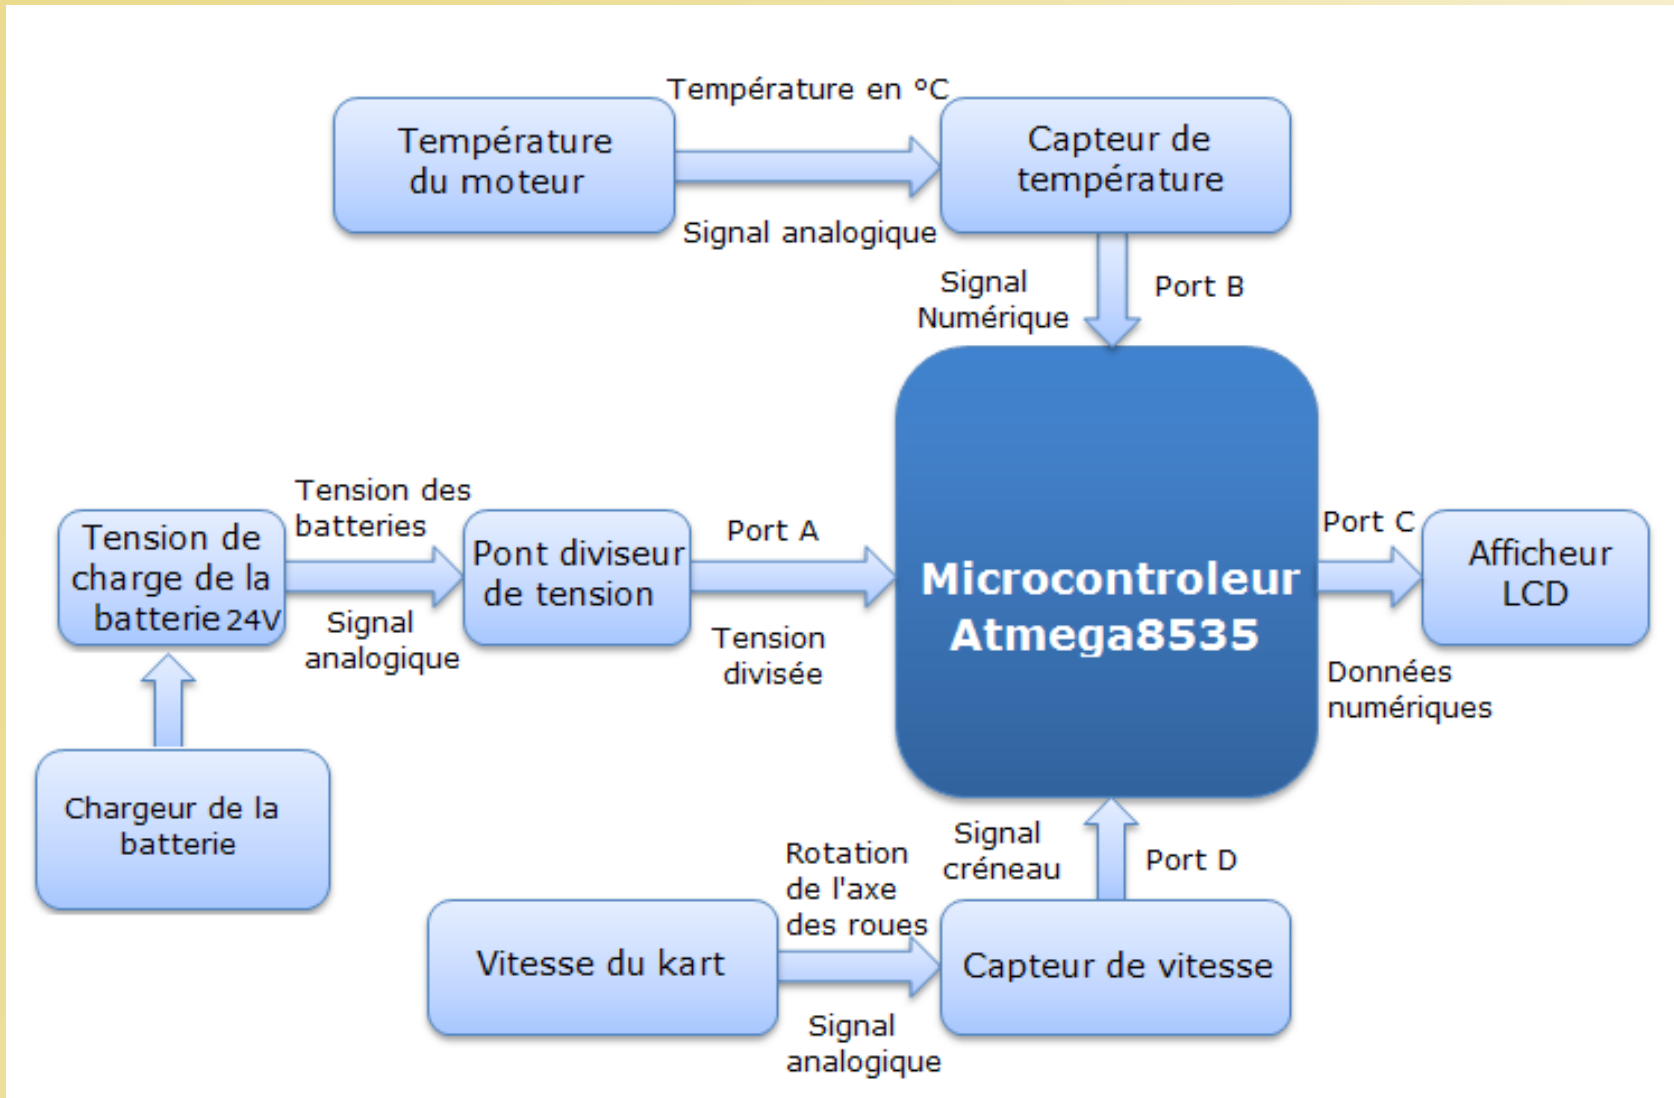 Température en °C
Température
du moteur
Signal analogique
Capteur de
température
Signal
Numérique
Port B
Tension de
charge de la
batterie 24V
Tension des
batteries
Signal
analogique
Pont diviseur
de tension
Port A
Tension
divisée
Microcontroleur
Atmega8535
Port C
Données
numériques
Afficheur
LCD
Chargeur de la
batterie
Vitesse du kart
Rotation
de l'axe
des roues
Signal
analogique
Capteur de vitesse
Signal
créneau
Port D